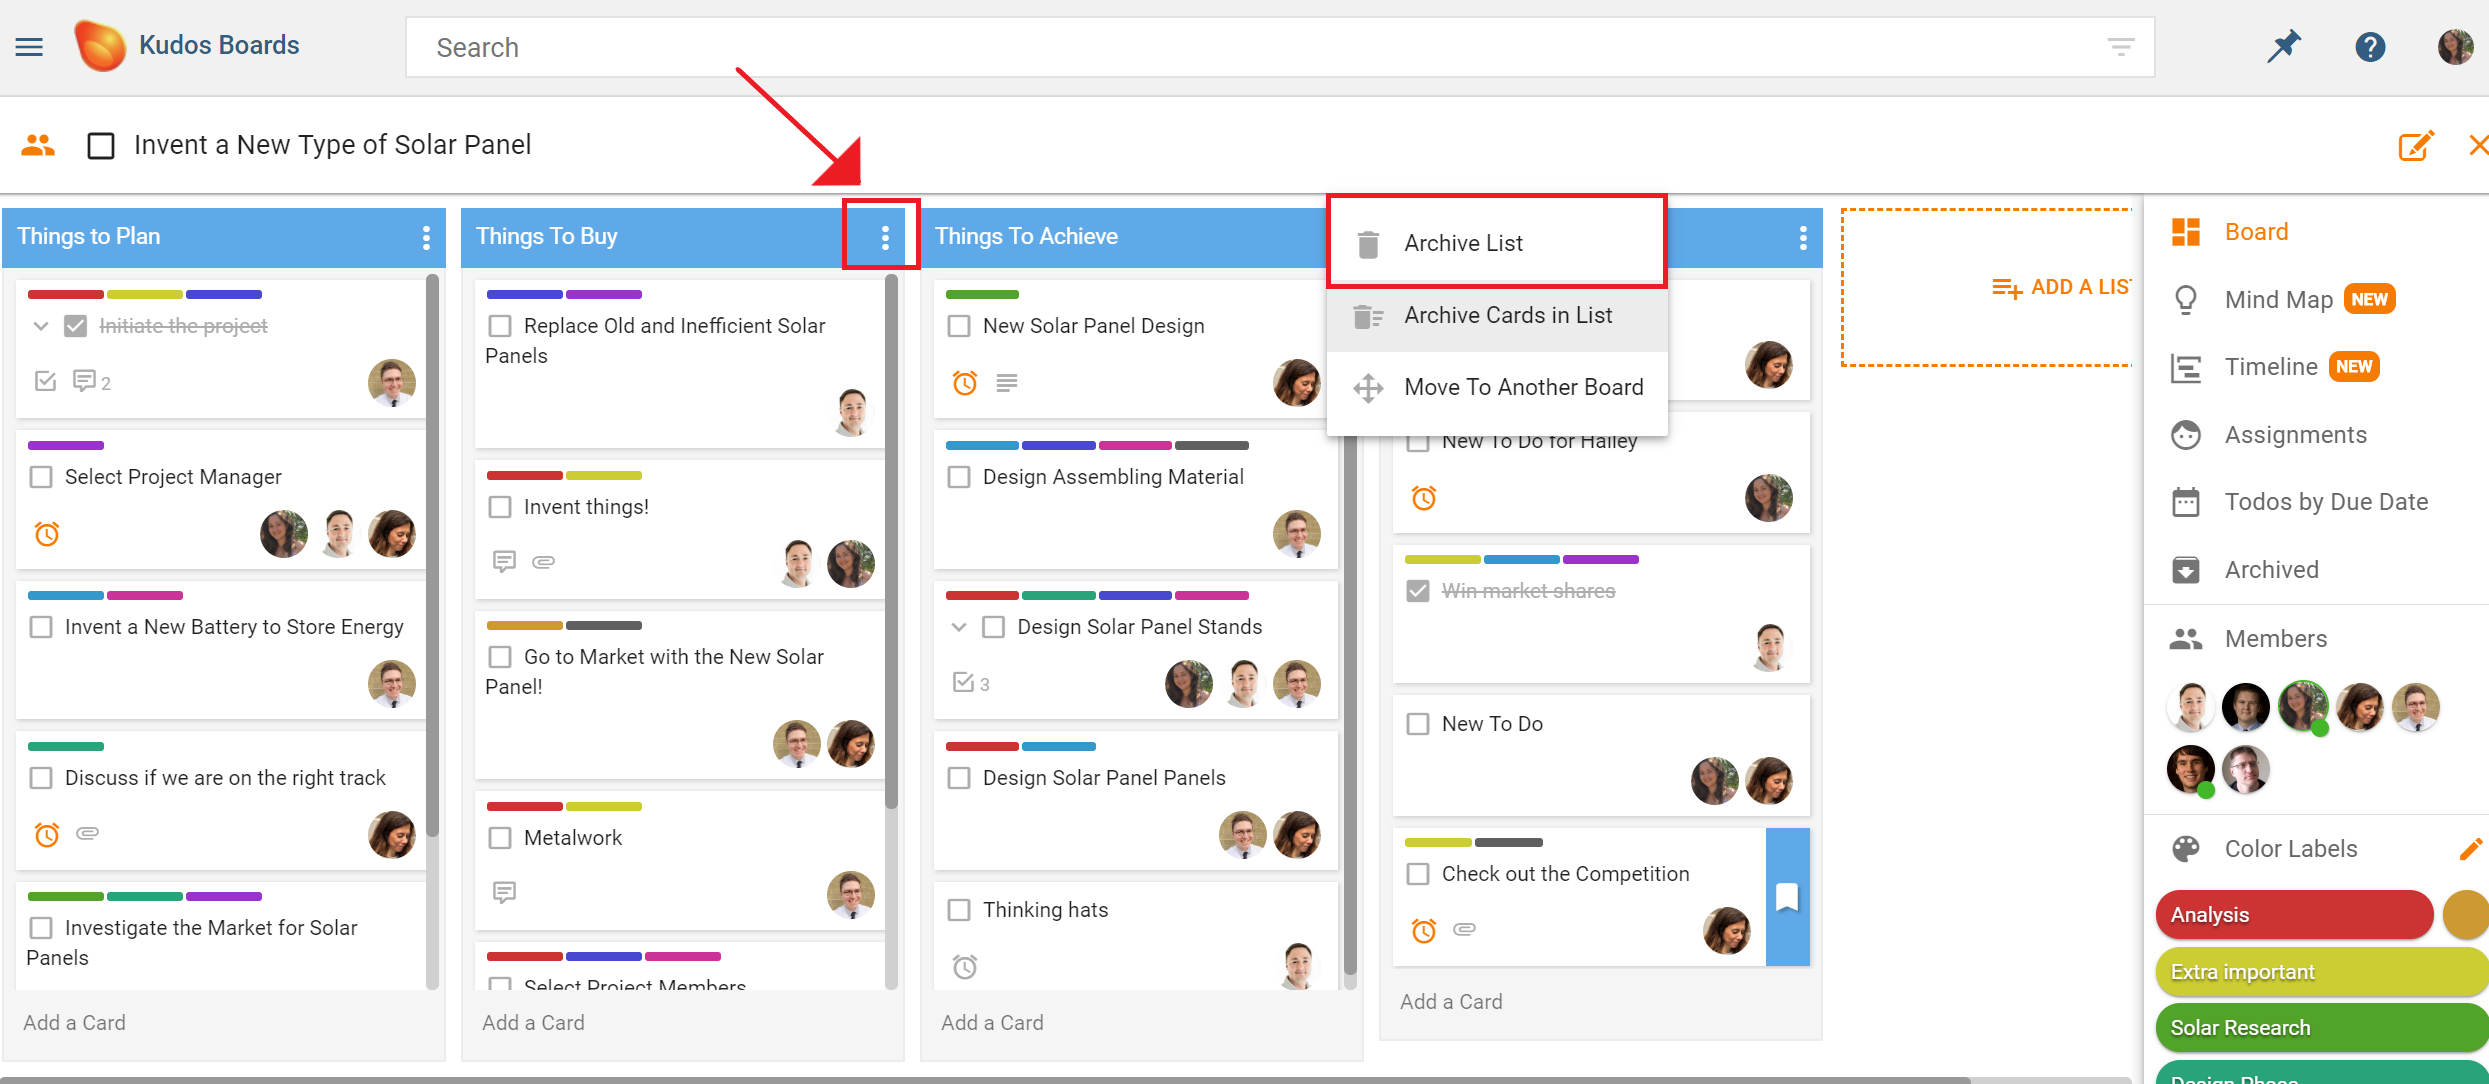 Kudos Boards
Search
Invent a New Type of Solar Panel
Things to Plan
Initiate the project
2
Select Project Manager
Invent a New Battery to Store Energy
Discuss if we are on the right track
Investigate the Market for Solar
Panels
Add a Card
Things To Buy
Replace Old and Inefficient Solar
Panels
Invent things!
Go to Market with the New Solar
Panel!
Metalwork
Select Project Members
Add a Card
Things To Achieve
New Solar Panel Design
Design Assembling Material
Design Solar Panel Stands
3
Design Solar Panel Panels
Thinking hats
Add a Card
Archive List
Archive Cards in List
Move To Another Board
New To Do for Hailey
Win market shares
New To Do
Check out the Competition
Add a Card
ADD A LIS
Board
Mind Map NEW
Timeline NEW
Assignments
Todos by Due Date
Archived
Members
Color Labels
Analysis
Extra important
Solar Research
Design Phase